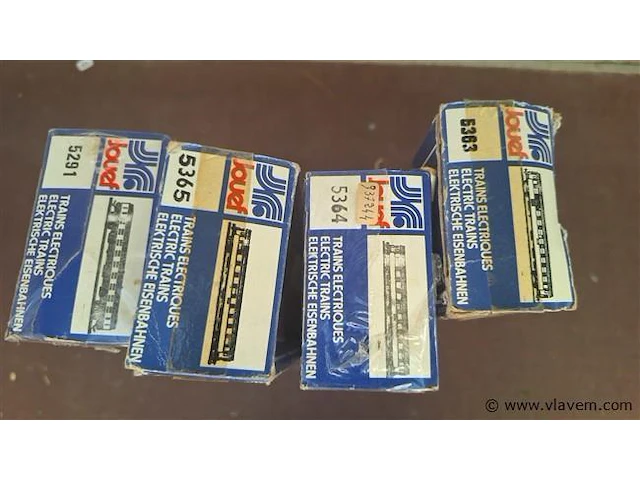 5291
Jouef
TRAINS ELECTRIQUES
ELECTRIC TRAINS
ELEKTRISCHE EISENBAHNEN
5365
Jouef
TRAINS ELECTRIQUES
ELECTRIC TRAINS
ELEKTRISCHE EISENBAHNEN
5364
Jouef
TRAINS ELECTRIQUES
ELECTRIC TRAINS
ELEKTRISCHE EISENBAHNEN
5363
Jouef
TRAINS ELECTRIQUES
ELECTRIC TRAINS
ELEKTRISCHE EISENBAHNEN
© www.vlavem.com